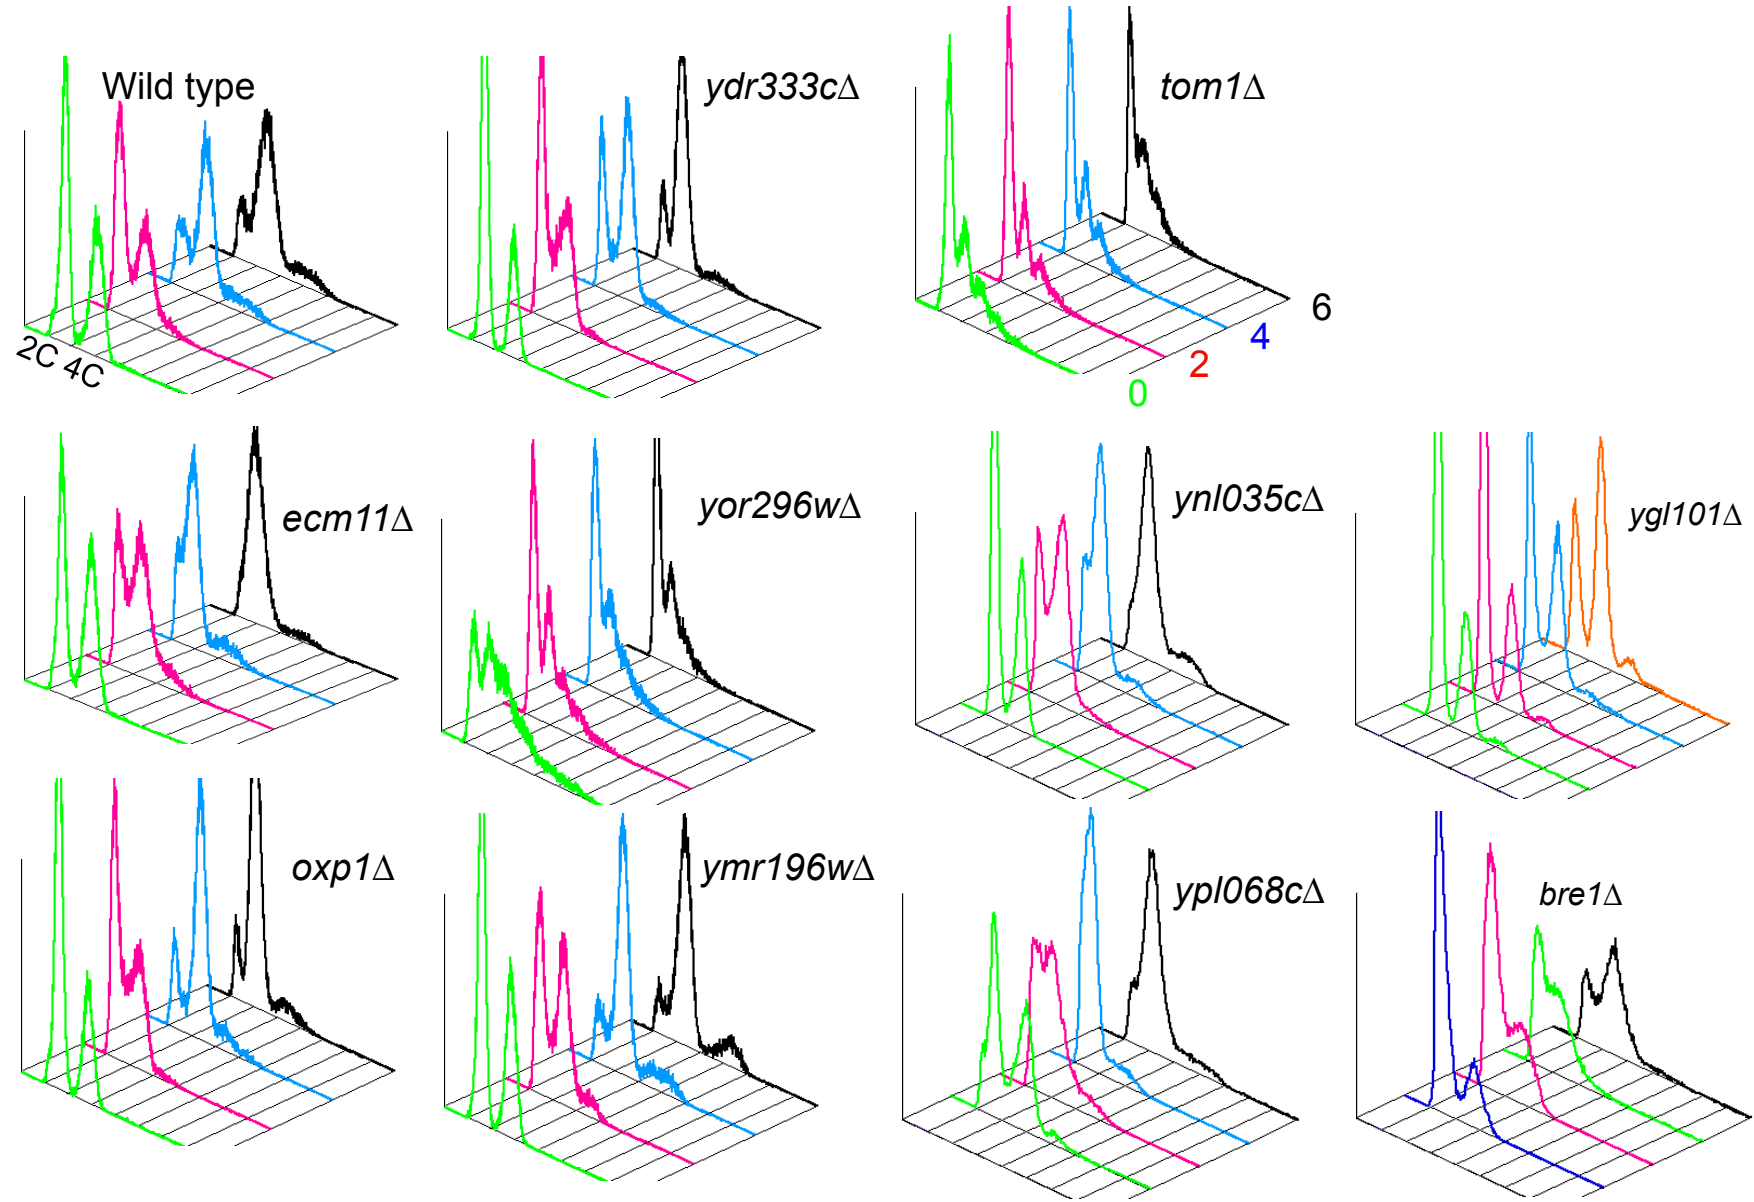 Wild type
ydr333cΔ
tom1Δ
2C 4C
0
2
4
6
ecm11Δ
yor296wΔ
ynl035cΔ
ygl101Δ
oxp1Δ
ymr196wΔ
ypl068cΔ
bre1Δ